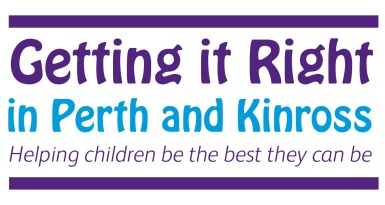 Getting it Right
in Perth and Kinross
Helping children be the best they can be